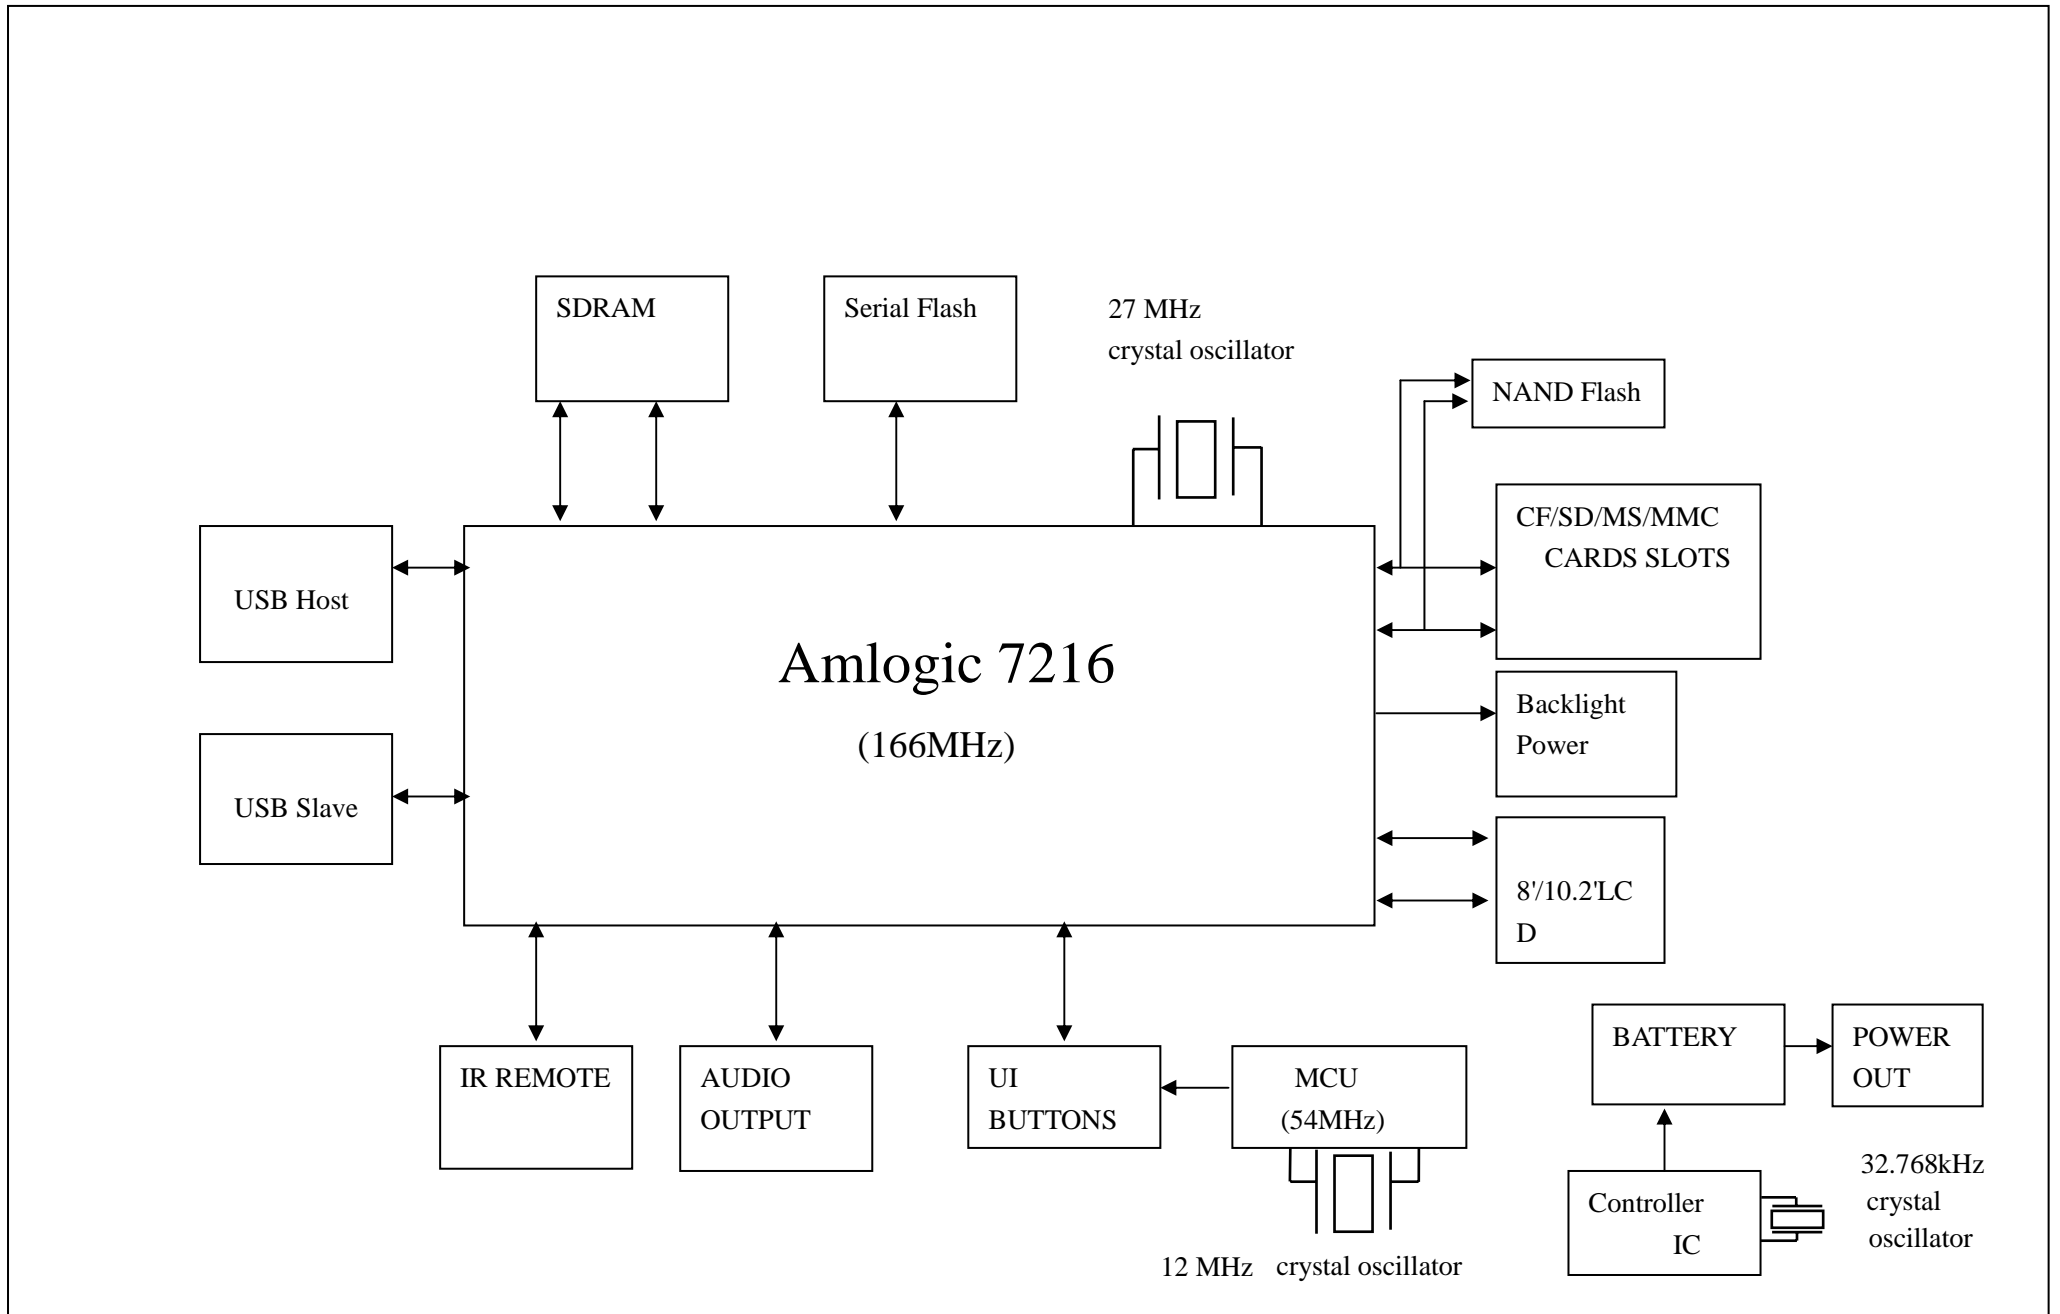 SDRAM
Serial Flash
27 MHz
crystal oscillator
NAND Flash
CF/SD/MS/MMC
CARDS SLOTS
USB Host
Amlogic 7216
(166MHz)
Backlight
Power
USB Slave
8'/10.2'LC
D
IR REMOTE
AUDIO
OUTPUT
UI
BUTTONS
MCU
(54MHz)
12 MHz crystal oscillator
BATTERY
POWER
OUT
Controller
IC
32.768kHz
crystal
oscillator